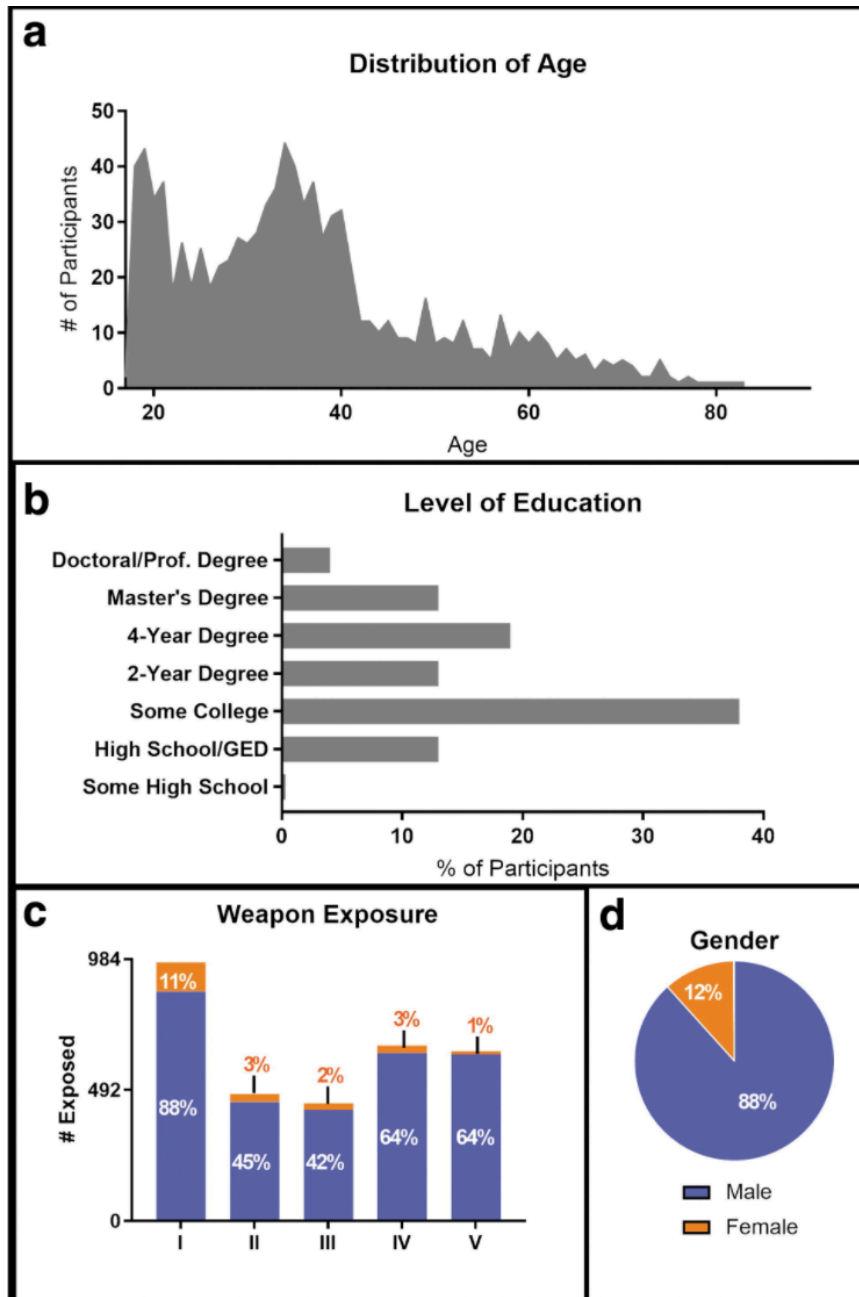 a
Distribution of Age
50
40
30
20
10
0
# of Participants
20 40 60 80
Age
b
Level of Education
Doctoral/Prof. Degree
Master's Degree
4-Year Degree
2-Year Degree
Some College
High School/GED
Some High School
0 10 20 30 40
% of Participants
c
Weapon Exposure
984
492
0
# Exposed
11%
88%
3%
45%
2%
42%
3%
64%
1%
64%
I II III IV V
d
Gender
12%
88%
Male
Female